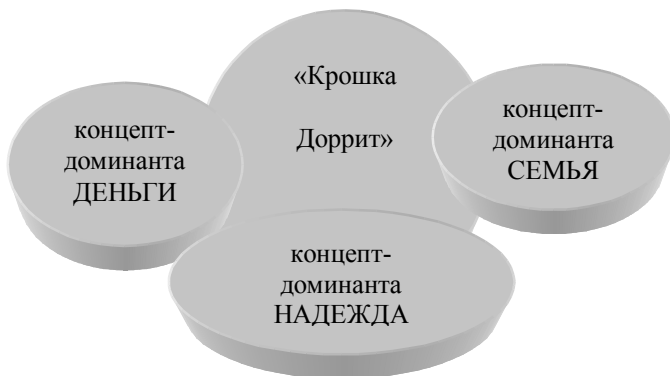 «Крошка
Доррит»
концепт-
доминанта
ДЕНЬГИ
концепт-
доминанта
СЕМЬЯ
концепт-
доминанта
НАДЕЖДА